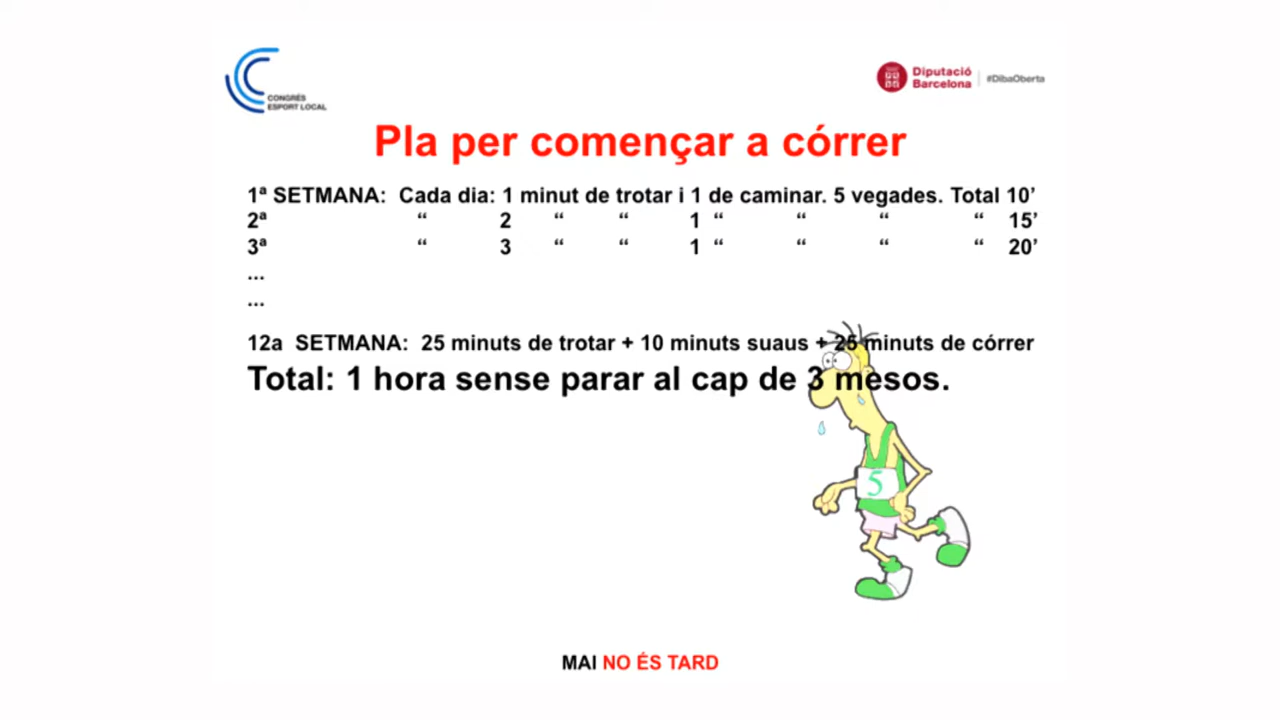 CONGRÉS
ESPORT LOCAL
Diputació
Barcelona
#DibaOberta
Pla per començar a córrer
1ª SETMANA: Cada dia: 1 minut de trotar i 1 de caminar. 5 vegades. Total 10’
2ª “ 2 “ “ 1 “ “ “ “ 15’
3ª “ 3 “ “ 1 “ “ “ “ 20’
...
...
12a SETMANA: 25 minuts de trotar + 10 minuts suaus + 25 minuts de córrer
Total: 1 hora sense parar al cap de 3 mesos.
5
MAI NO ÉS TARD